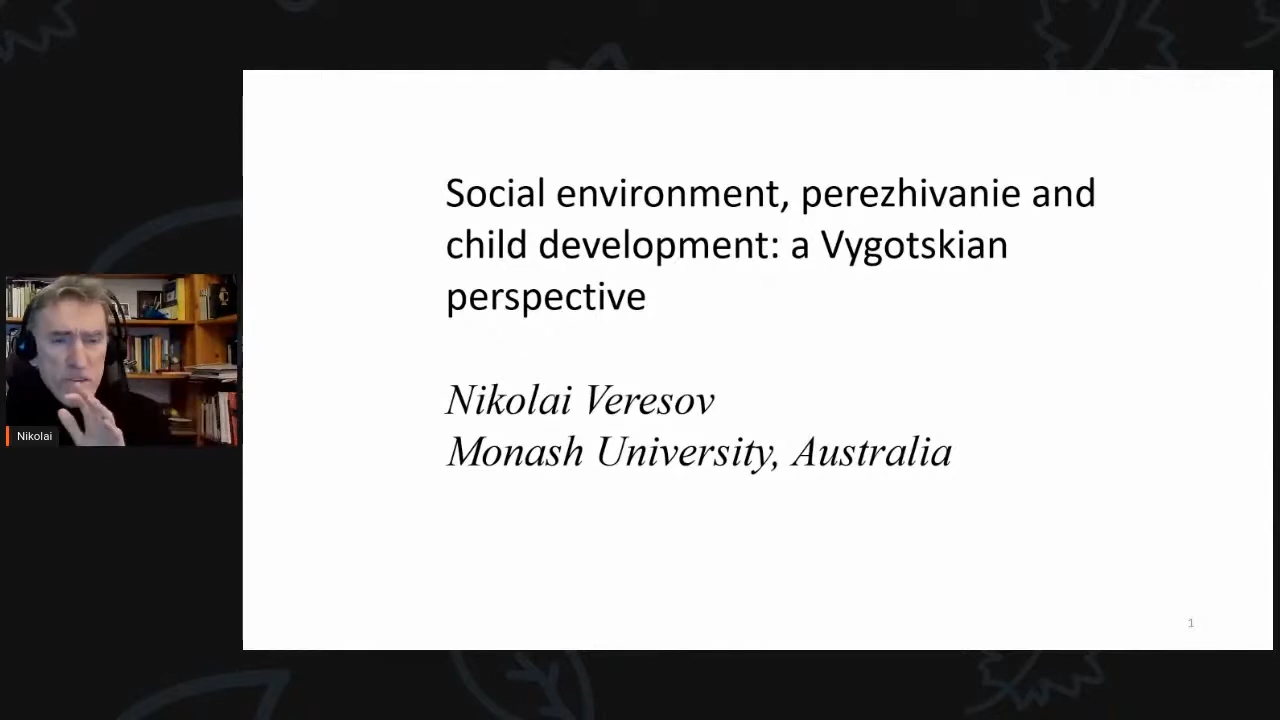 Social environment, perezhivanie and
child development: a Vygotskian
perspective
Nikolai Veresov
Monash University, Australia
Nikolai
1